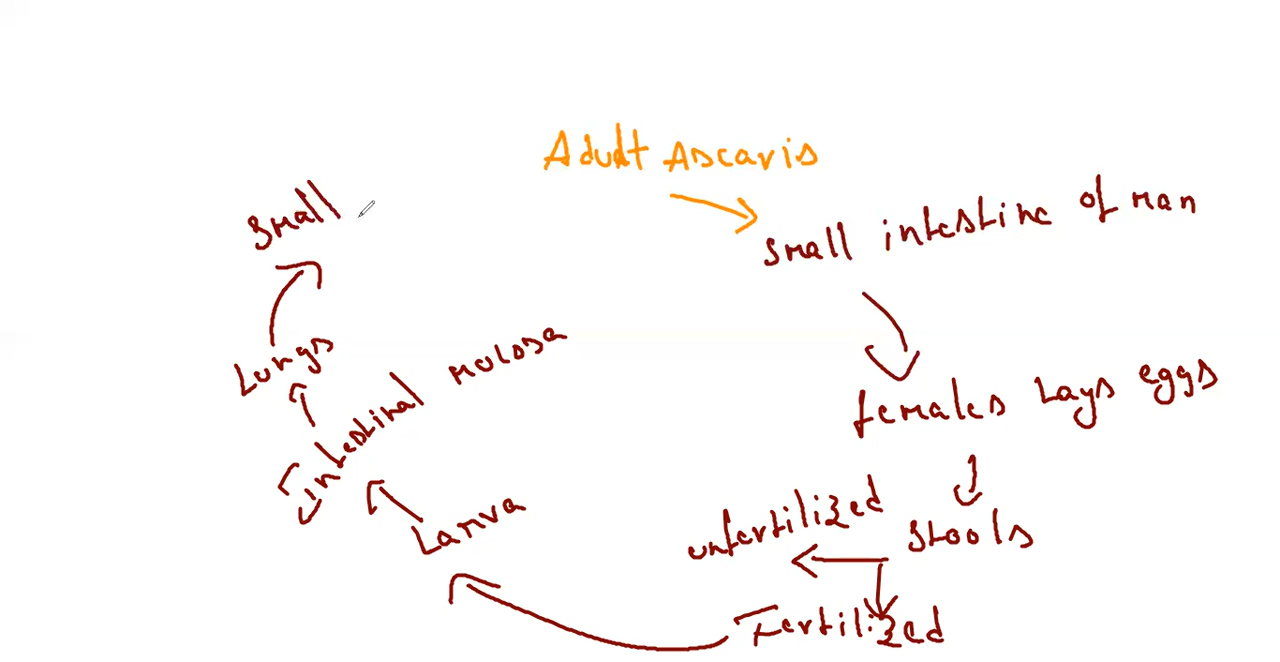 Adult Ascaris
small intestine of man
females lays eggs
stools
unfertilized
Fertilized
Larva
intestinal mucosa
Lungs
small